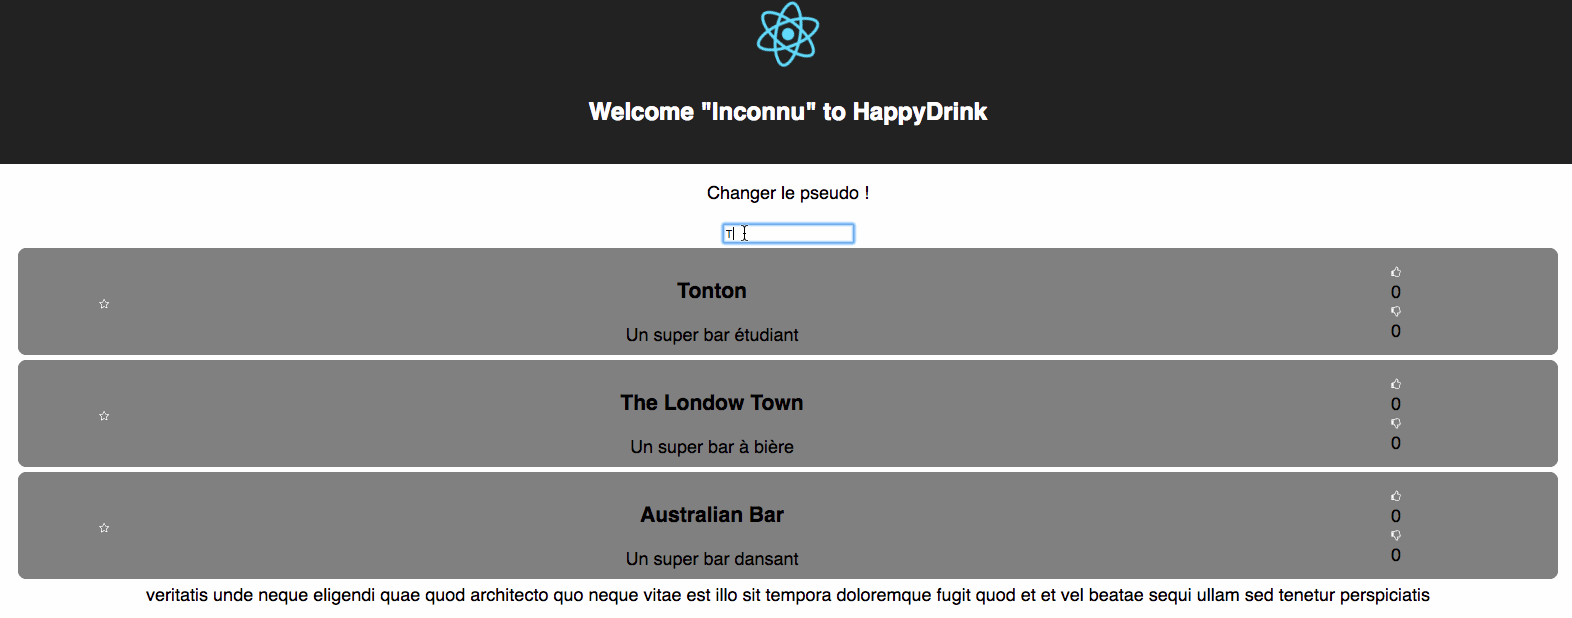 Welcome "Inconnu" to HappyDrink
Changer le pseudo !
T
Tonton
Un super bar étudiant
0
0
The Londow Town
Un super bar à bière
0
0
Australian Bar
Un super bar dansant
0
0
veritatis unde neque eligendi quae quod architecto quo neque vitae est illo sit tempora doloremque fugit quod et et vel beatae sequi ullam sed tenetur perspiciatis